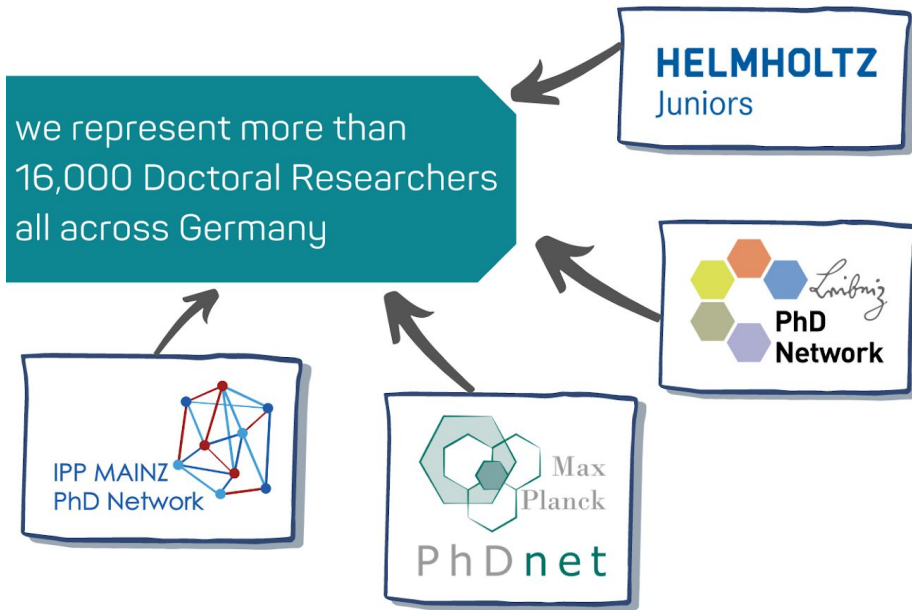 we represent more than
16,000 Doctoral Researchers
all across Germany
HELMHOLTZ
Juniors
Leibniz
PhD
Network
IPP MAINZ
PhD Network
Max
Planck
PhDnet